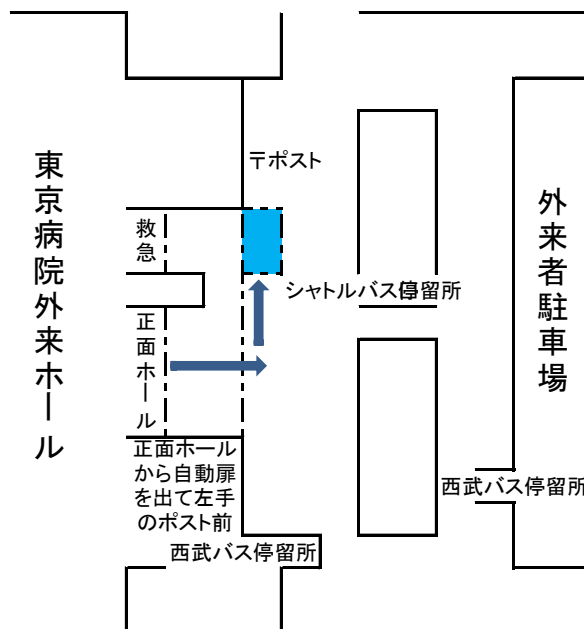 東京病院外来ホール
〒ポスト
救急
シャトルバス停留所
正面ホール
外来者駐車場
正面ホール
から自動扉
を出て左手
のポスト前
西武バス停留所
西武バス停留所